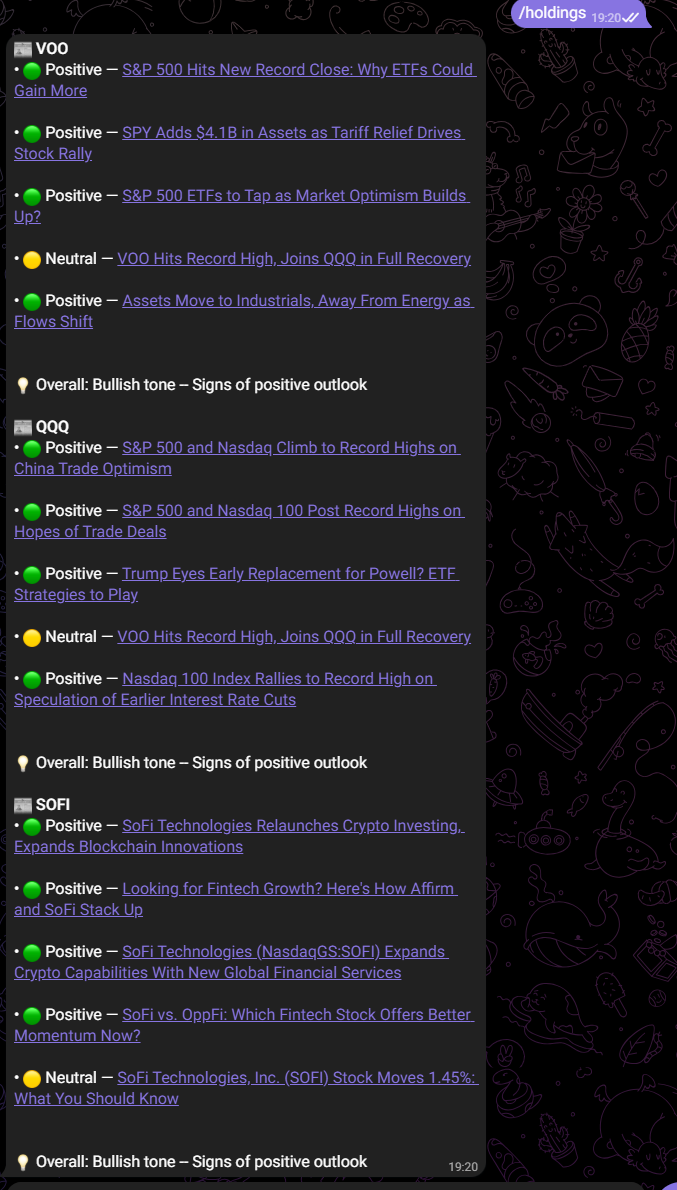 /holdings 19:20
VOO
• Positive — S&P 500 Hits New Record Close: Why ETFs Could
Gain More
• Positive — SPY Adds $4.1B in Assets as Tariff Relief Drives
Stock Rally
• Positive — S&P 500 ETFs to Tap as Market Optimism Builds
Up?
• Neutral — VOO Hits Record High, Joins QQQ in Full Recovery
• Positive — Assets Move to Industrials, Away From Energy as
Flows Shift
Overall: Bullish tone – Signs of positive outlook
QQQ
• Positive — S&P 500 and Nasdaq Climb to Record Highs on
China Trade Optimism
• Positive — S&P 500 and Nasdaq 100 Post Record Highs on
Hopes of Trade Deals
• Positive — Trump Eyes Early Replacement for Powell? ETF
Strategies to Play
• Neutral — VOO Hits Record High, Joins QQQ in Full Recovery
• Positive — Nasdaq 100 Index Rallies to Record High on
Speculation of Earlier Interest Rate Cuts
Overall: Bullish tone – Signs of positive outlook
SOFI
• Positive — SoFi Technologies Relaunches Crypto Investing,
Expands Blockchain Innovations
• Positive — Looking for Fintech Growth? Here's How Affirm
and SoFi Stack Up
• Positive — SoFi Technologies (NasdaqGS:SOFI) Expands
Crypto Capabilities With New Global Financial Services
• Positive — SoFi vs. OppFi: Which Fintech Stock Offers Better
Momentum Now?
• Neutral — SoFi Technologies, Inc. (SOFI) Stock Moves 1.45%:
What You Should Know
Overall: Bullish tone – Signs of positive outlook
19:20